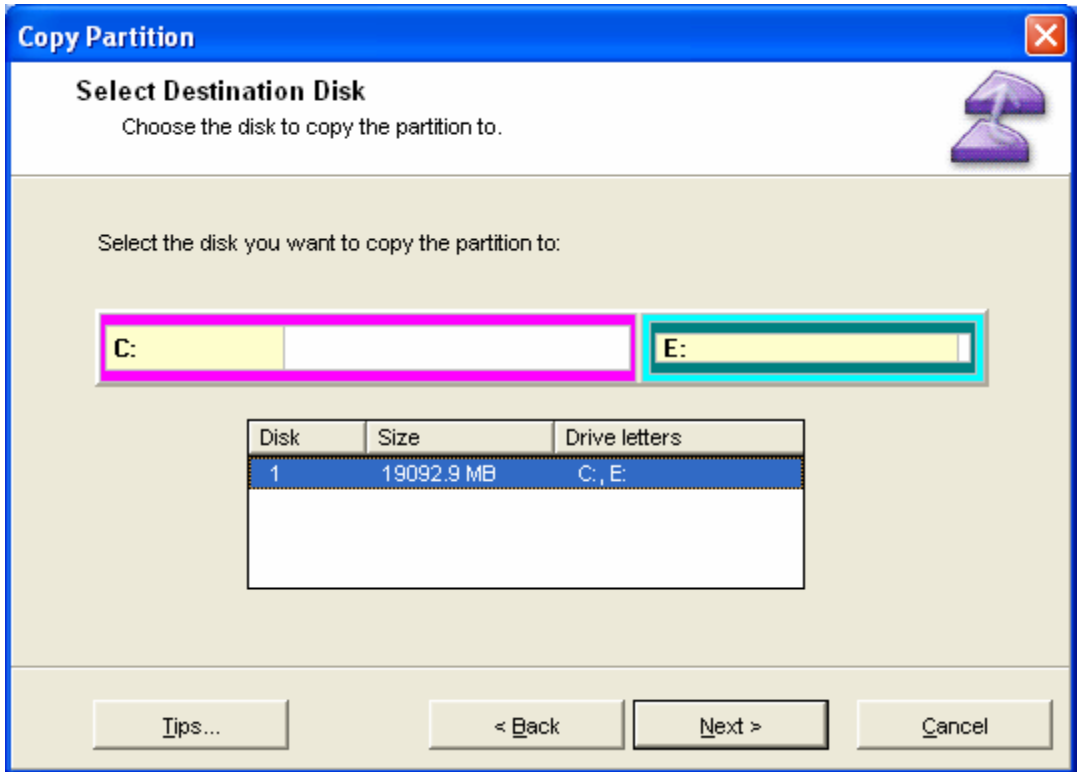 Copy Partition
Select Destination Disk
Choose the disk to copy the partition to.
Select the disk you want to copy the partition to:
C: E:
Disk Size Drive letters
1 19092.9 MB C:, E:
Tips... < Back Next > Cancel